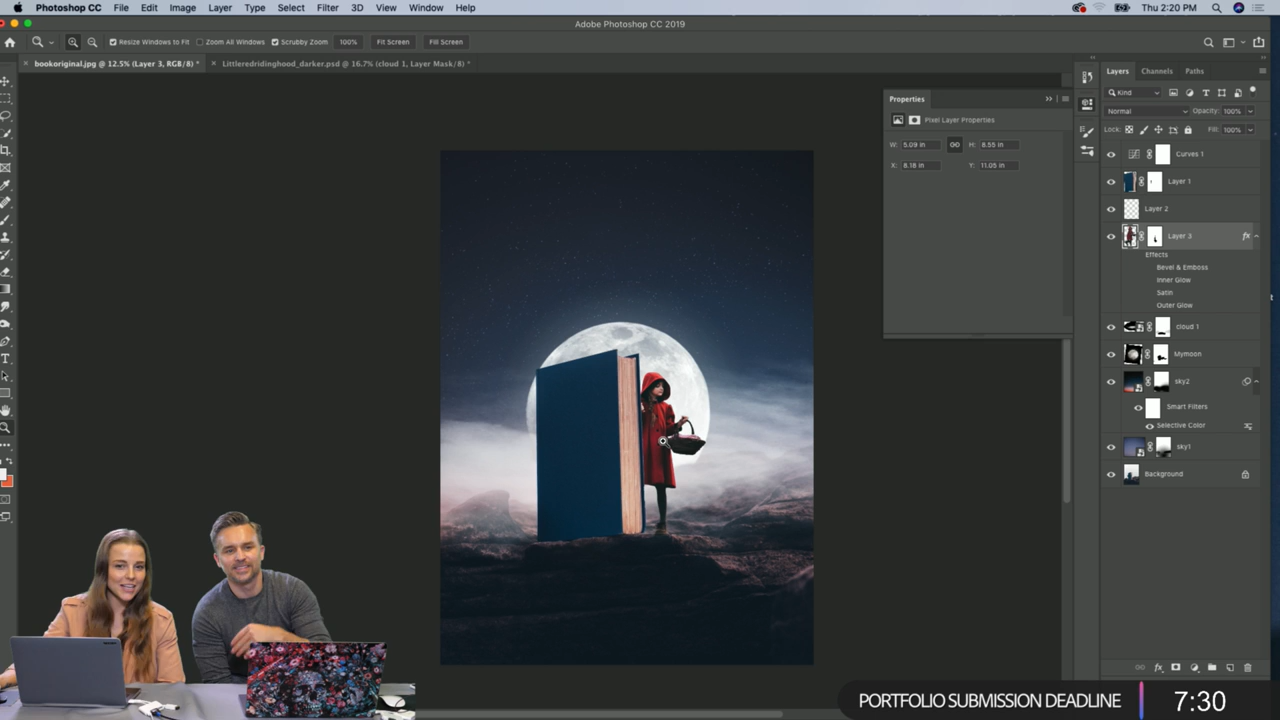 Photoshop CC File Edit Image Layer Type Select Filter 3D View Window Help Thu 2:20 PM
Adobe Photoshop CC 2019
Resize Windows to Fit Zoom All Windows Scrubby Zoom 100% Fit Screen Fill Screen
bookoriginal.jpg @ 12.5% (Layer 3, RGB/8) * Littleredridinghood_darker.psd @ 16.7% (cloud 1, Layer Mask/8) *
Properties
Pixel Layer Properties
W: 5.09 in H: 8.55 in
X: 8.18 in Y: 11.05 in
Layers Channels Paths
Kind
Normal Opacity: 100%
Lock: Fill: 100%
Curves 1
Layer 1
Layer 2
Layer 3 fx
Effects
Bevel & Emboss
Inner Glow
Satin
Outer Glow
cloud 1
Mymoon
sky2
Smart Filters
Selective Color
sky1
Background
PORTFOLIO SUBMISSION DEADLINE 7:30